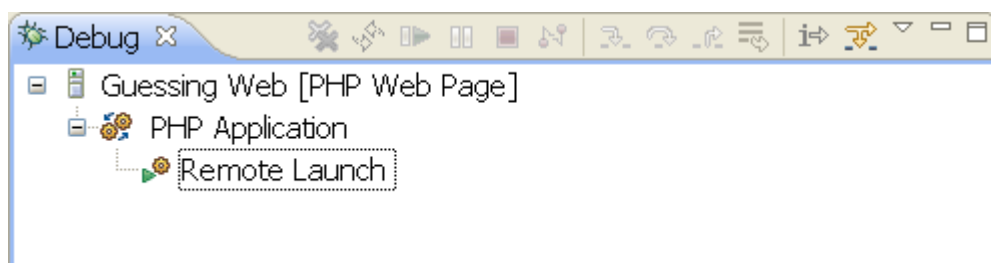 Debug
Guessing Web [PHP Web Page]
PHP Application
Remote Launch